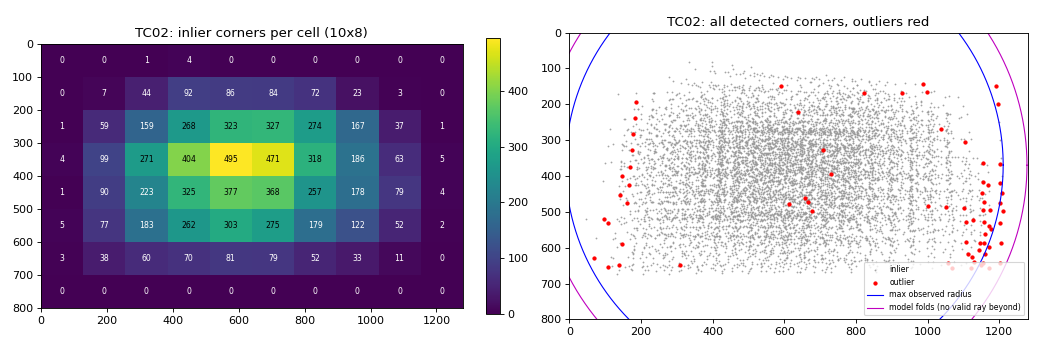 TC02: inlier corners per cell (10x8)
0 0 1 4 0 0 0 0 0 0
0 7 44 92 86 84 72 23 3 0
1 59 159 268 323 327 274 167 37 1
4 99 271 404 495 471 318 186 63 5
1 90 223 325 377 368 257 178 79 4
5 77 183 262 303 275 179 122 52 2
3 38 60 70 81 79 52 33 11 0
0 0 0 0 0 0 0 0 0 0
0
100
200
300
400
500
600
700
800
0 200 400 600 800 1000 1200
400
300
200
100
0
TC02: all detected corners, outliers red
0
100
200
300
400
500
600
700
800
0 200 400 600 800 1000 1200
inlier
outlier
max observed radius
model folds (no valid ray beyond)